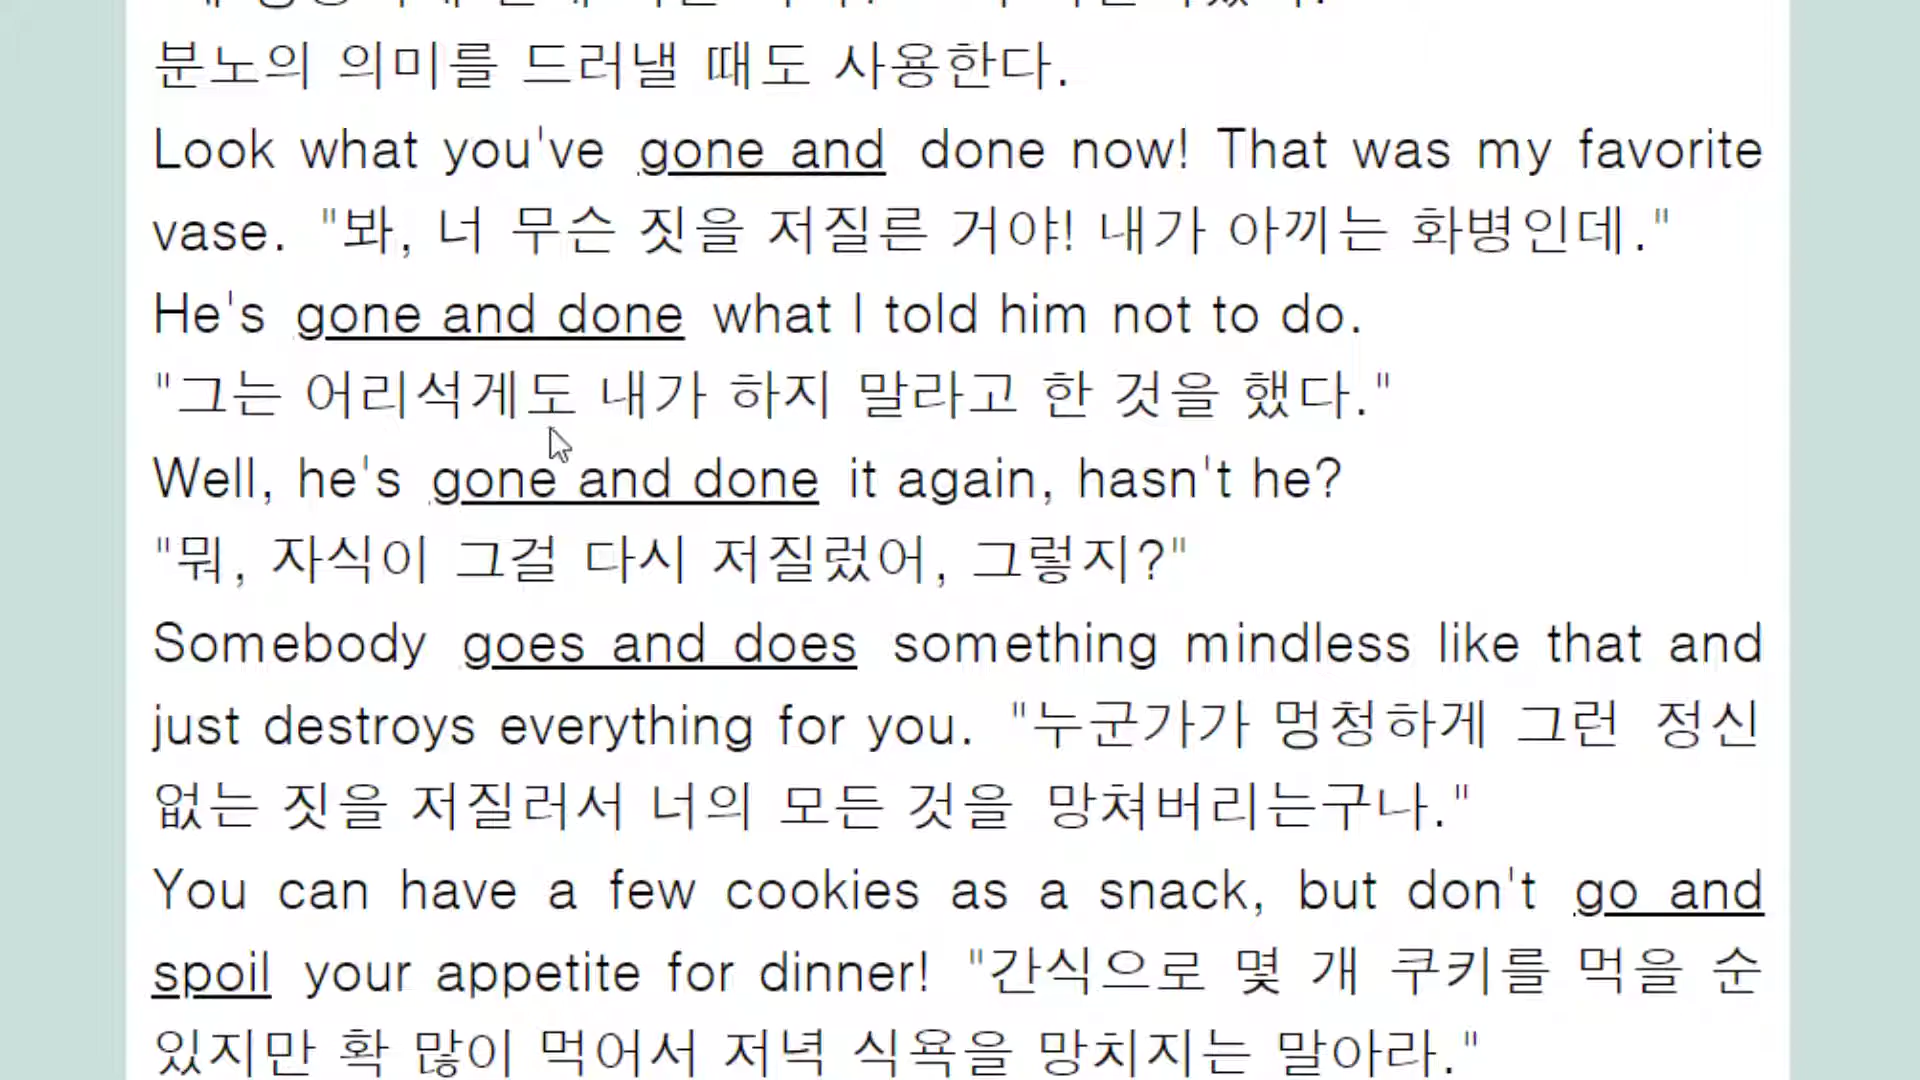 분노의 의미를 드러낼 때도 사용한다.
Look what you've gone and done now! That was my favorite
vase. "봐, 너 무슨 짓을 저질른 거야! 내가 아끼는 화병인데."
He's gone and done what I told him not to do.
"그는 어리석게도 내가 하지 말라고 한 것을 했다."
Well, he's gone and done it again, hasn't he?
"뭐, 자식이 그걸 다시 저질렀어, 그렇지?"
Somebody goes and does something mindless like that and
just destroys everything for you. "누군가가 멍청하게 그런 정신
없는 짓을 저질러서 너의 모든 것을 망쳐버리는구나."
You can have a few cookies as a snack, but don't go and
spoil your appetite for dinner! "간식으로 몇 개 쿠키를 먹을 순
있지만 확 많이 먹어서 저녁 식욕을 망치지는 말아라."